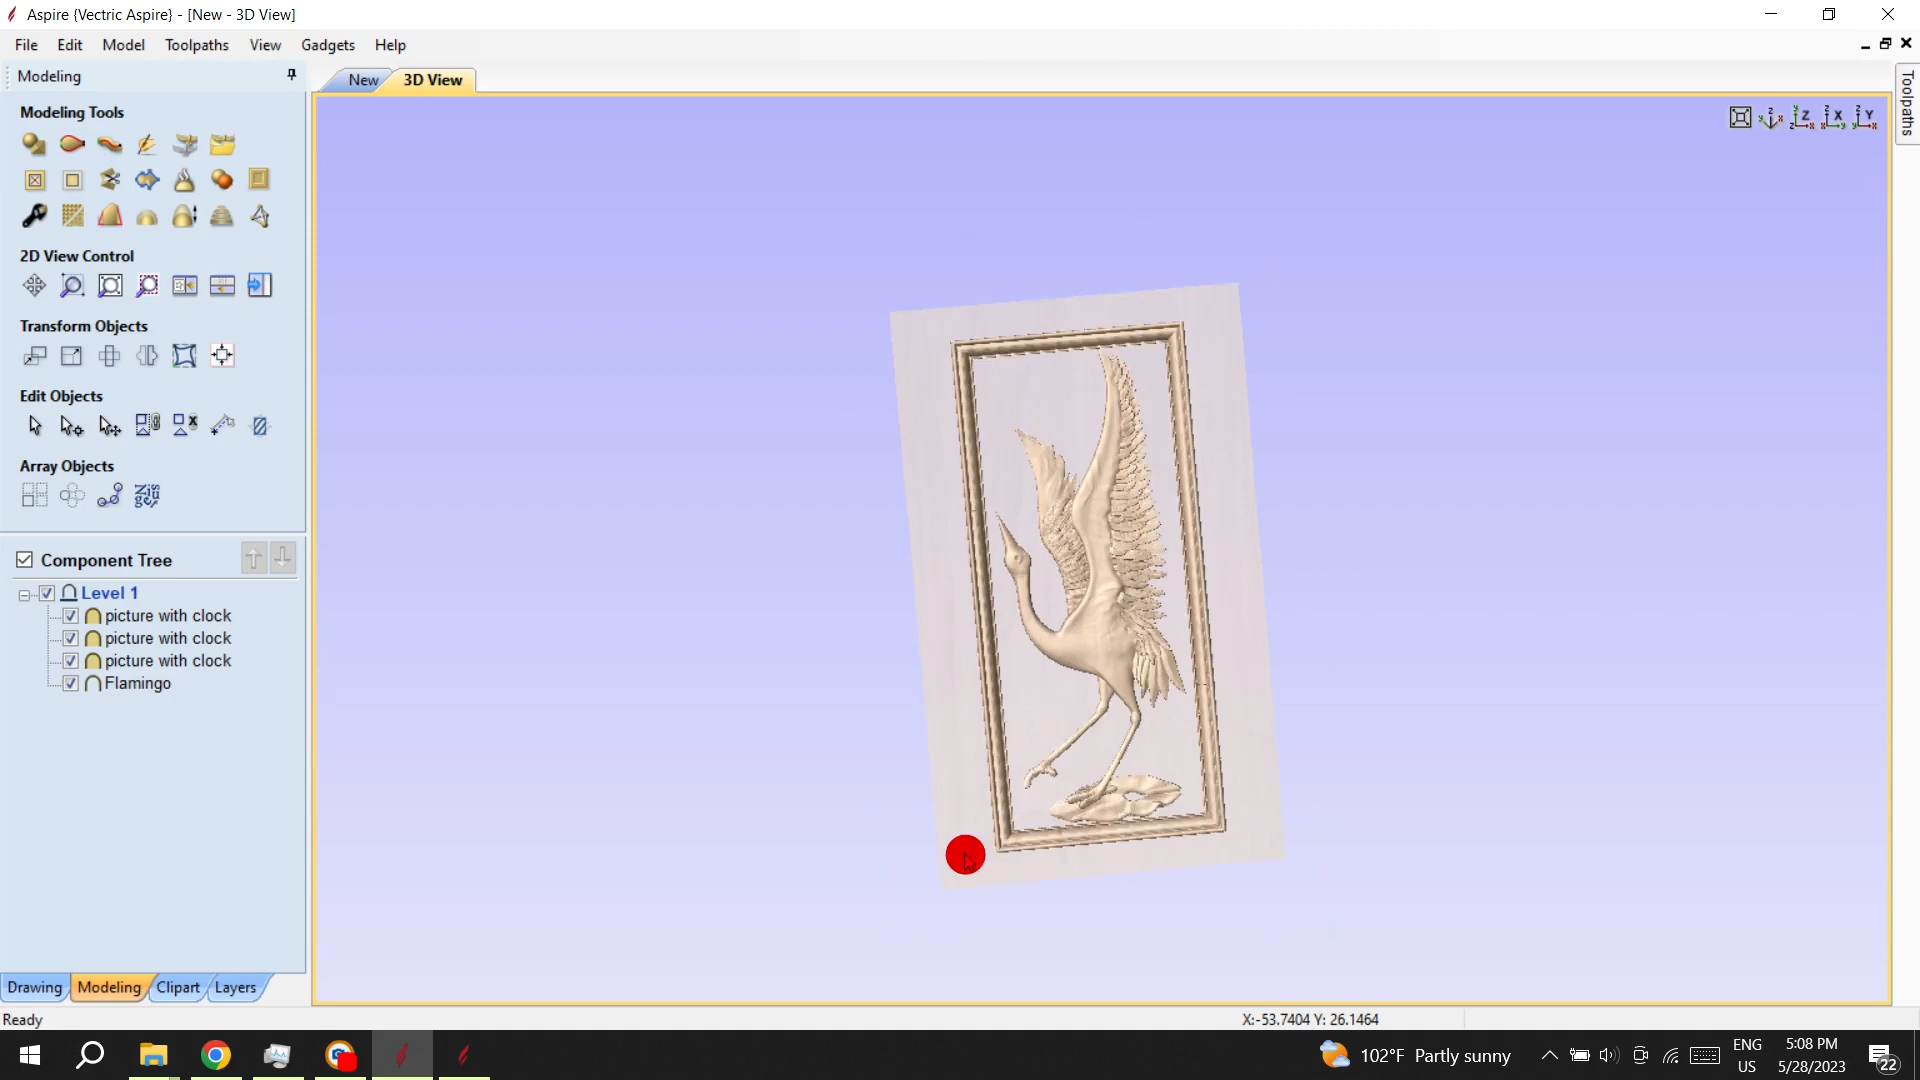 Aspire {Vectric Aspire} - [New - 3D View]
File Edit Model Toolpaths View Gadgets Help
Modeling
New 3D View
Toolpaths
Modeling Tools
2D View Control
Transform Objects
Edit Objects
Array Objects
Component Tree
Level 1
picture with clock
picture with clock
picture with clock
Flamingo
Drawing Modeling Clipart Layers
Ready
X:-53.7404 Y: 26.1464
102°F Partly sunny
ENG
US
5:08 PM
5/28/2023
22